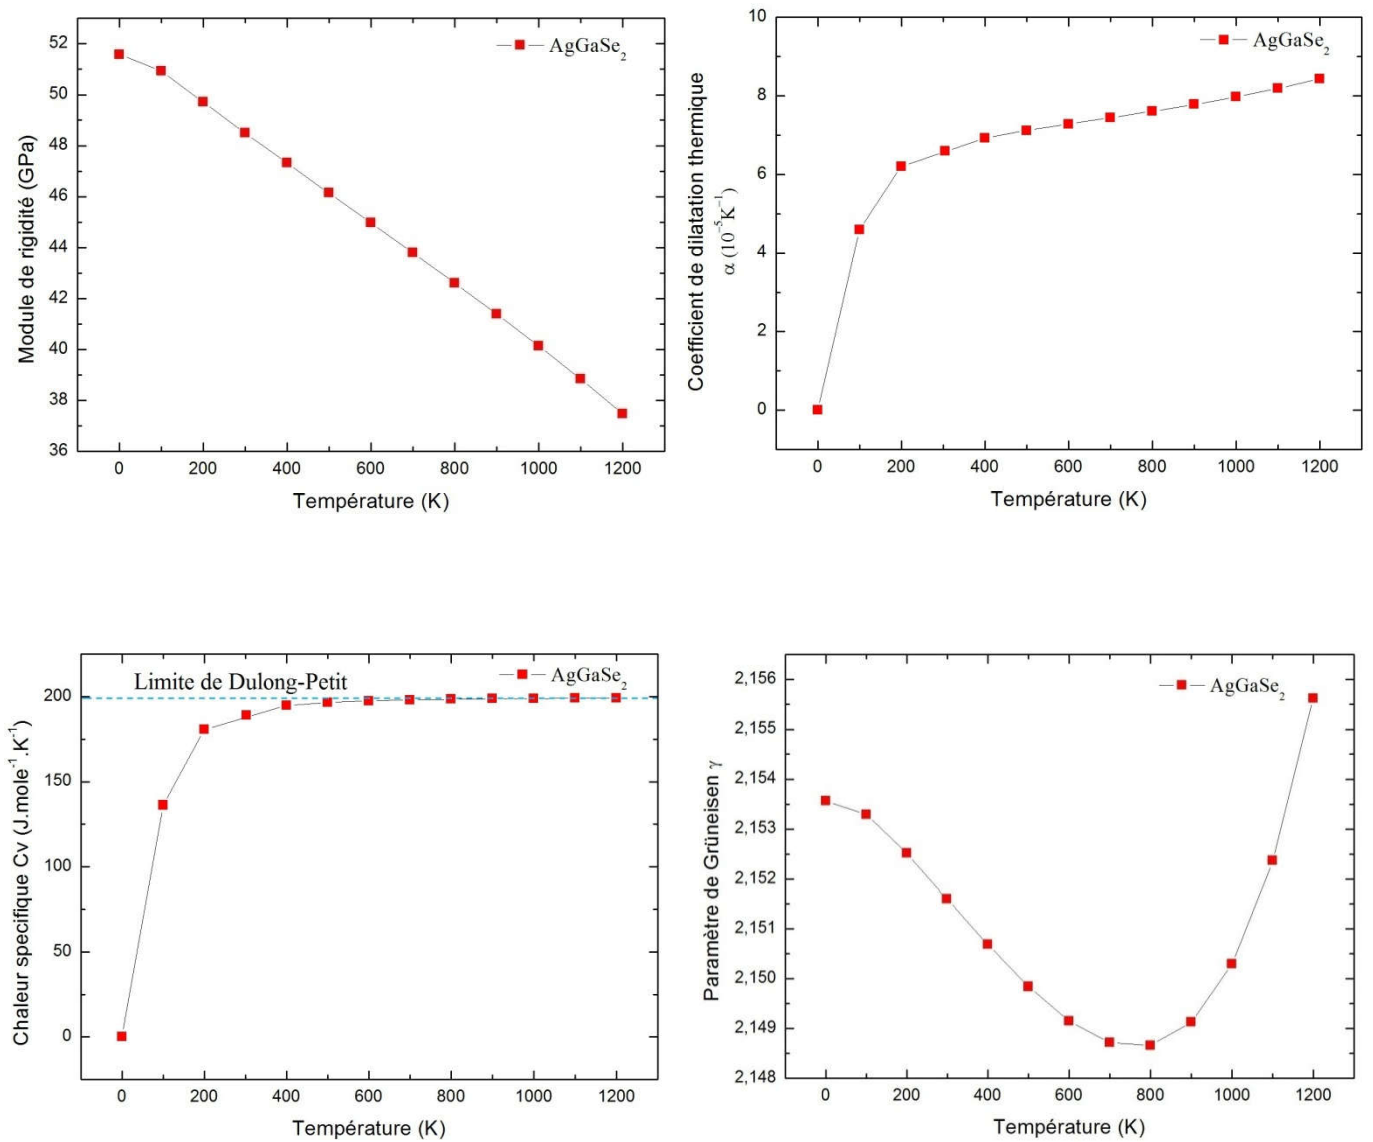 52
50
48
46
44
42
40
38
36
Module de rigidité (GPa)
AgGaSe₂
0 200 400 600 800 1000 1200
Température (K)
10
8
6
4
2
0
Coefficient de dilatation thermique
α (10⁻⁵K⁻¹)
AgGaSe₂
0 200 400 600 800 1000 1200
Température (K)
200
150
100
50
0
Chaleur specifique Cv (J.mole⁻¹.K⁻¹)
Limite de Dulong-Petit
AgGaSe₂
0 200 400 600 800 1000 1200
Température (K)
2,156
2,155
2,154
2,153
2,152
2,151
2,150
2,149
2,148
Paramètre de Grüneisen γ
AgGaSe₂
0 200 400 600 800 1000 1200
Température (K)